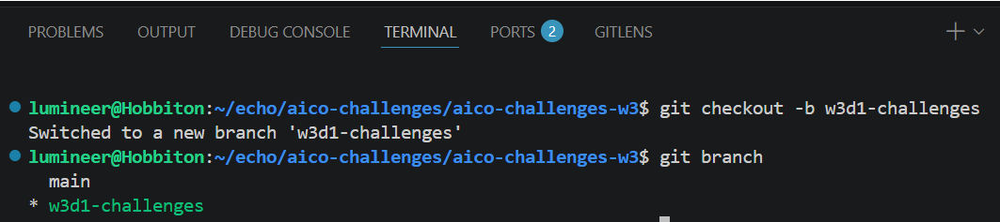 PROBLEMS OUTPUT DEBUG CONSOLE TERMINAL PORTS 2 GITLENS
lumineer@Hobbiton:~/echo/aico-challenges/aico-challenges-w3$ git checkout -b w3d1-challenges
Switched to a new branch 'w3d1-challenges'
lumineer@Hobbiton:~/echo/aico-challenges/aico-challenges-w3$ git branch
  main
* w3d1-challenges